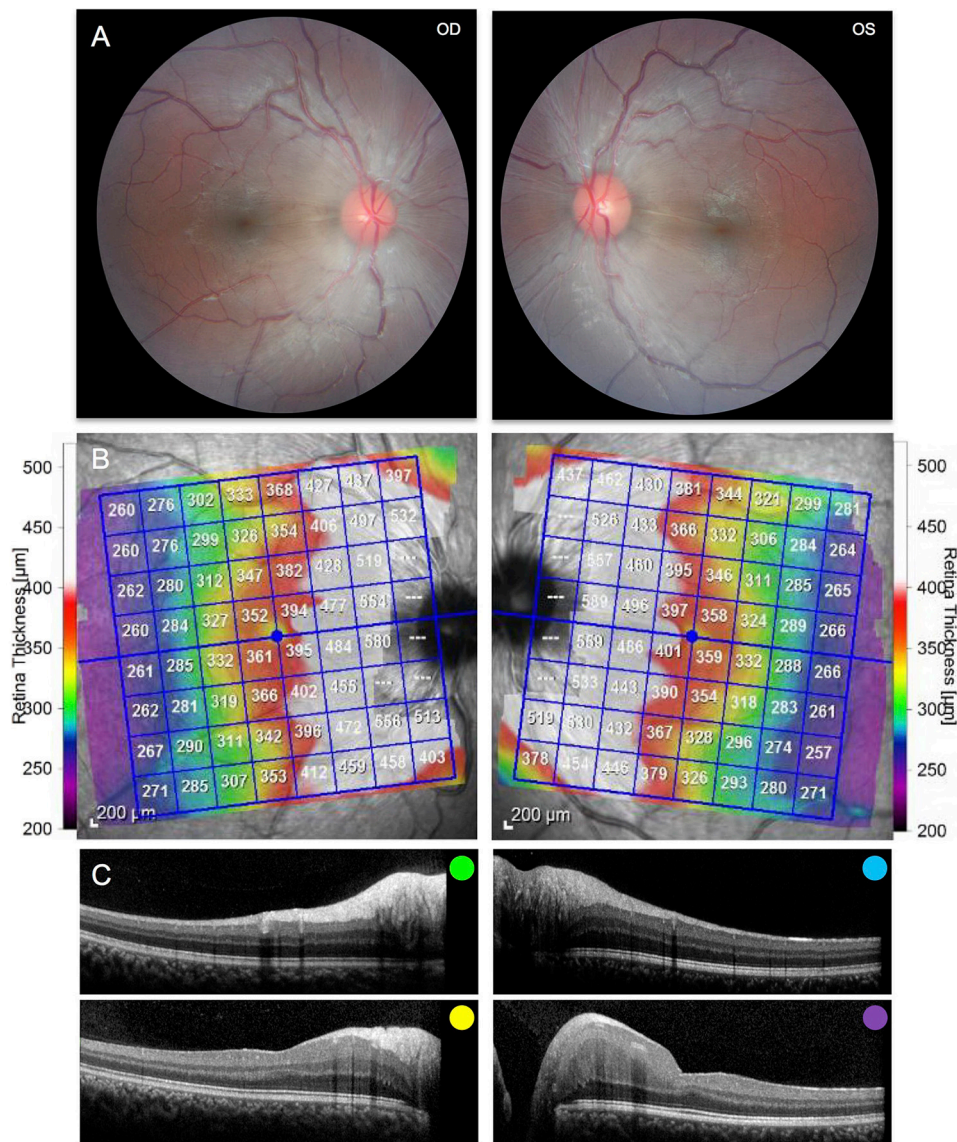 A
OD
OS
B
500
450
400
350
300
250
200
Retina Thickness [µm]
260 276 302 333 368 427 437 397
260 276 299 326 354 406 497 532
262 280 312 347 382 428 519 ---
260 284 327 352 394 477 554 ---
261 285 332 361 395 484 580 ---
262 281 319 366 402 455 --- ---
267 290 311 342 396 472 556 513
271 285 307 353 412 459 458 403
200 µm
437 462 430 381 344 321 299 281
--- 526 433 366 332 306 284 264
--- 557 460 395 346 311 285 265
--- 589 496 397 358 324 289 266
--- 559 486 401 359 332 288 266
--- 533 443 390 354 318 283 261
519 530 432 367 328 296 274 257
378 454 446 379 326 293 280 271
200 µm
500
450
400
350
300
250
200
Retina Thickness [µm]
C